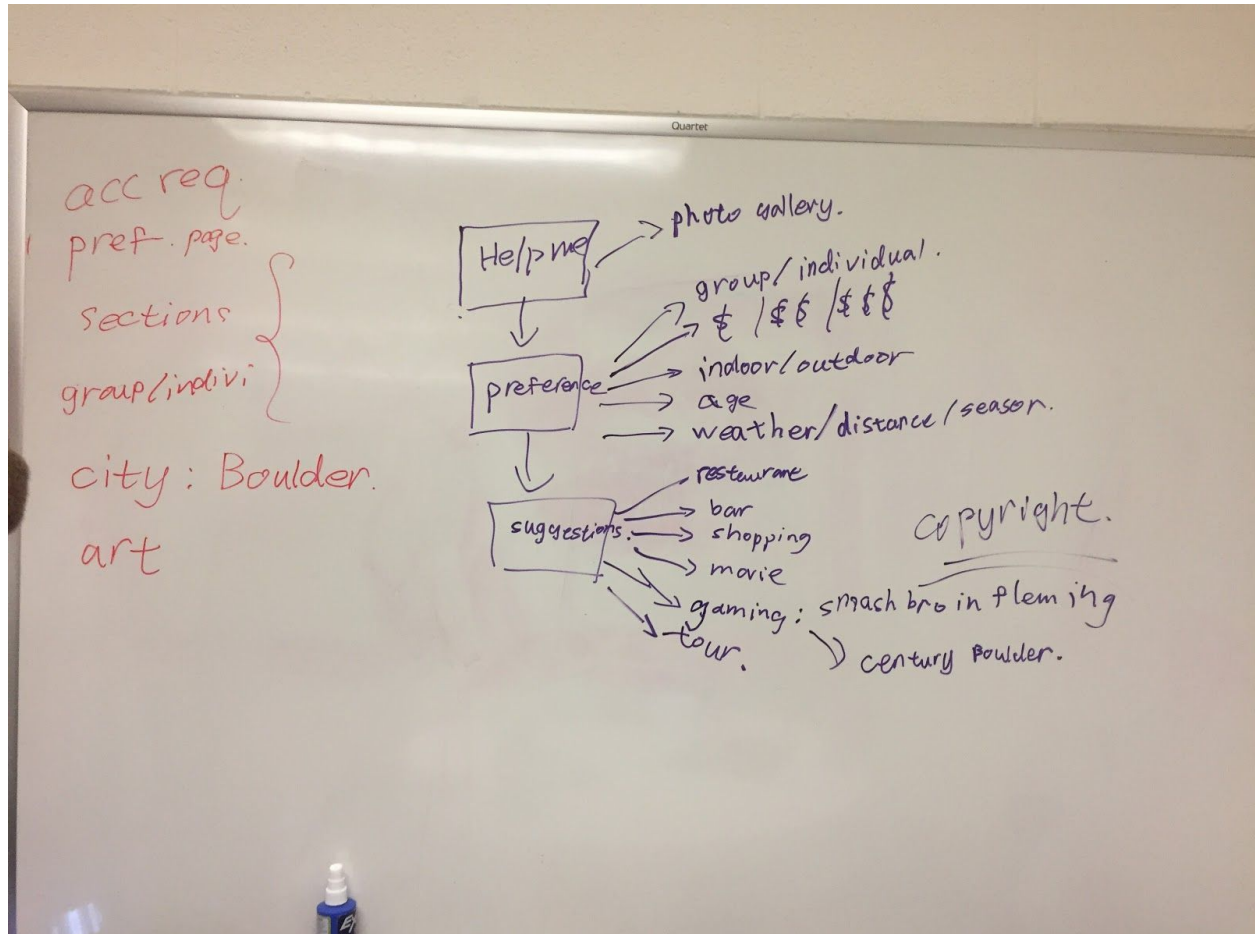 Quartet
acc req.
pref. page.
sections
group/indivi
city: Boulder.
art
Help me
photo gallery.
preference
group/individual.
$ / $$ / $$$
indoor/outdoor
age
weather/distance/season.
suggestions.
restaurant
bar
shopping
movie
gaming: smash bro in fleming
century Boulder.
tour.
copyright.
EX